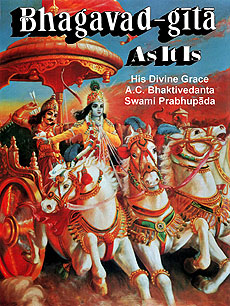 Bhagavad-gītā
As It Is
His Divine Grace
A.C. Bhaktivedanta
Swami Prabhupāda